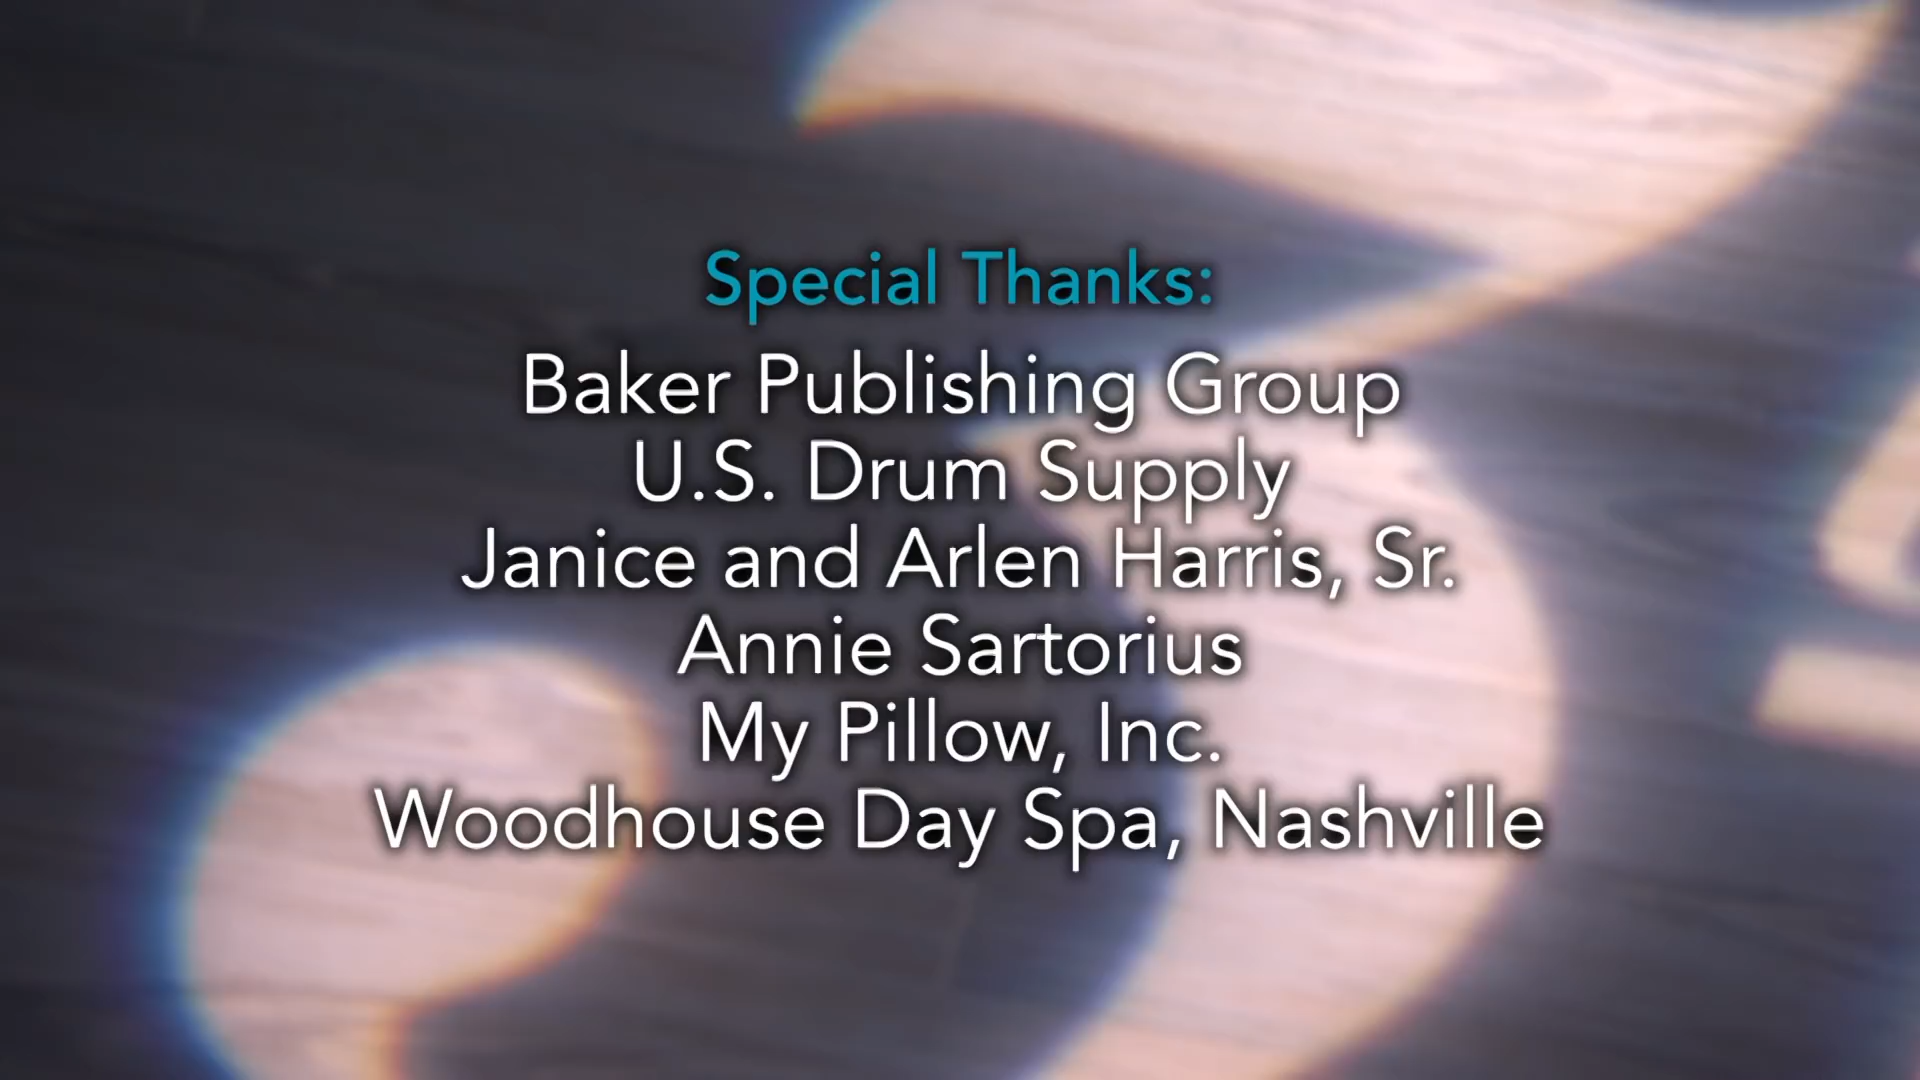 Special Thanks:
Baker Publishing Group
U.S. Drum Supply
Janice and Arlen Harris, Sr.
Annie Sartorius
My Pillow, Inc.
Woodhouse Day Spa, Nashville